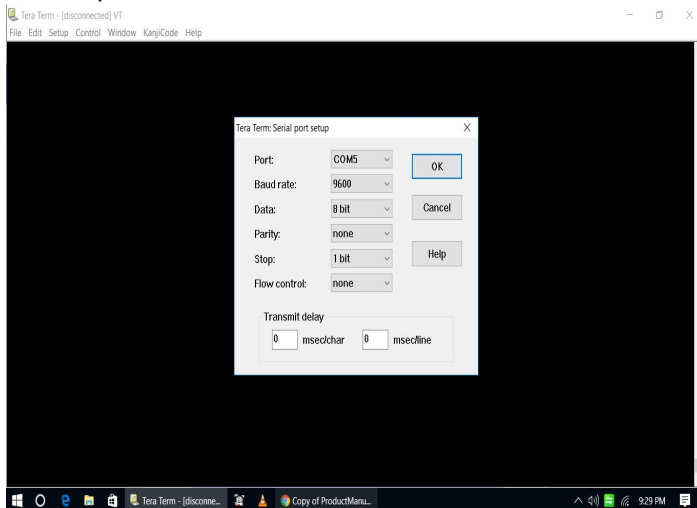 Tera Term - [disconnected] VT
File Edit Setup Control Window KanjiCode Help
Tera Term: Serial port setup X
Port: COM5 OK
Baud rate: 9600
Data: 8 bit Cancel
Parity: none
Stop: 1 bit Help
Flow control: none
Transmit delay
0 msec/char 0 msec/line
Tera Term - [disconne... Copy of ProductManu... 9:29 PM